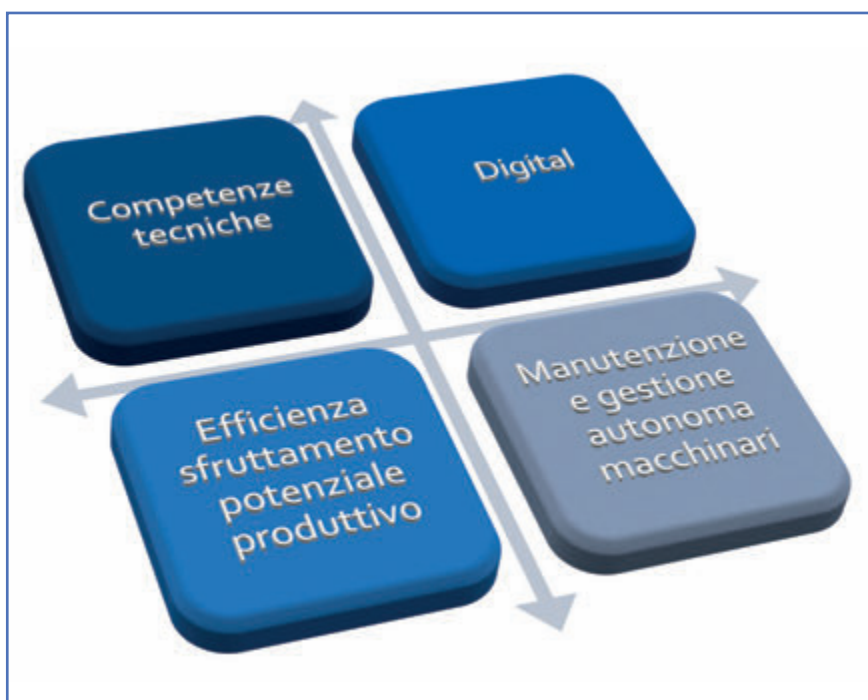 Competenze
tecniche
Digital
Efficienza
sfruttamento
potenziale
produttivo
Manutenzione
e gestione
autonoma
macchinari